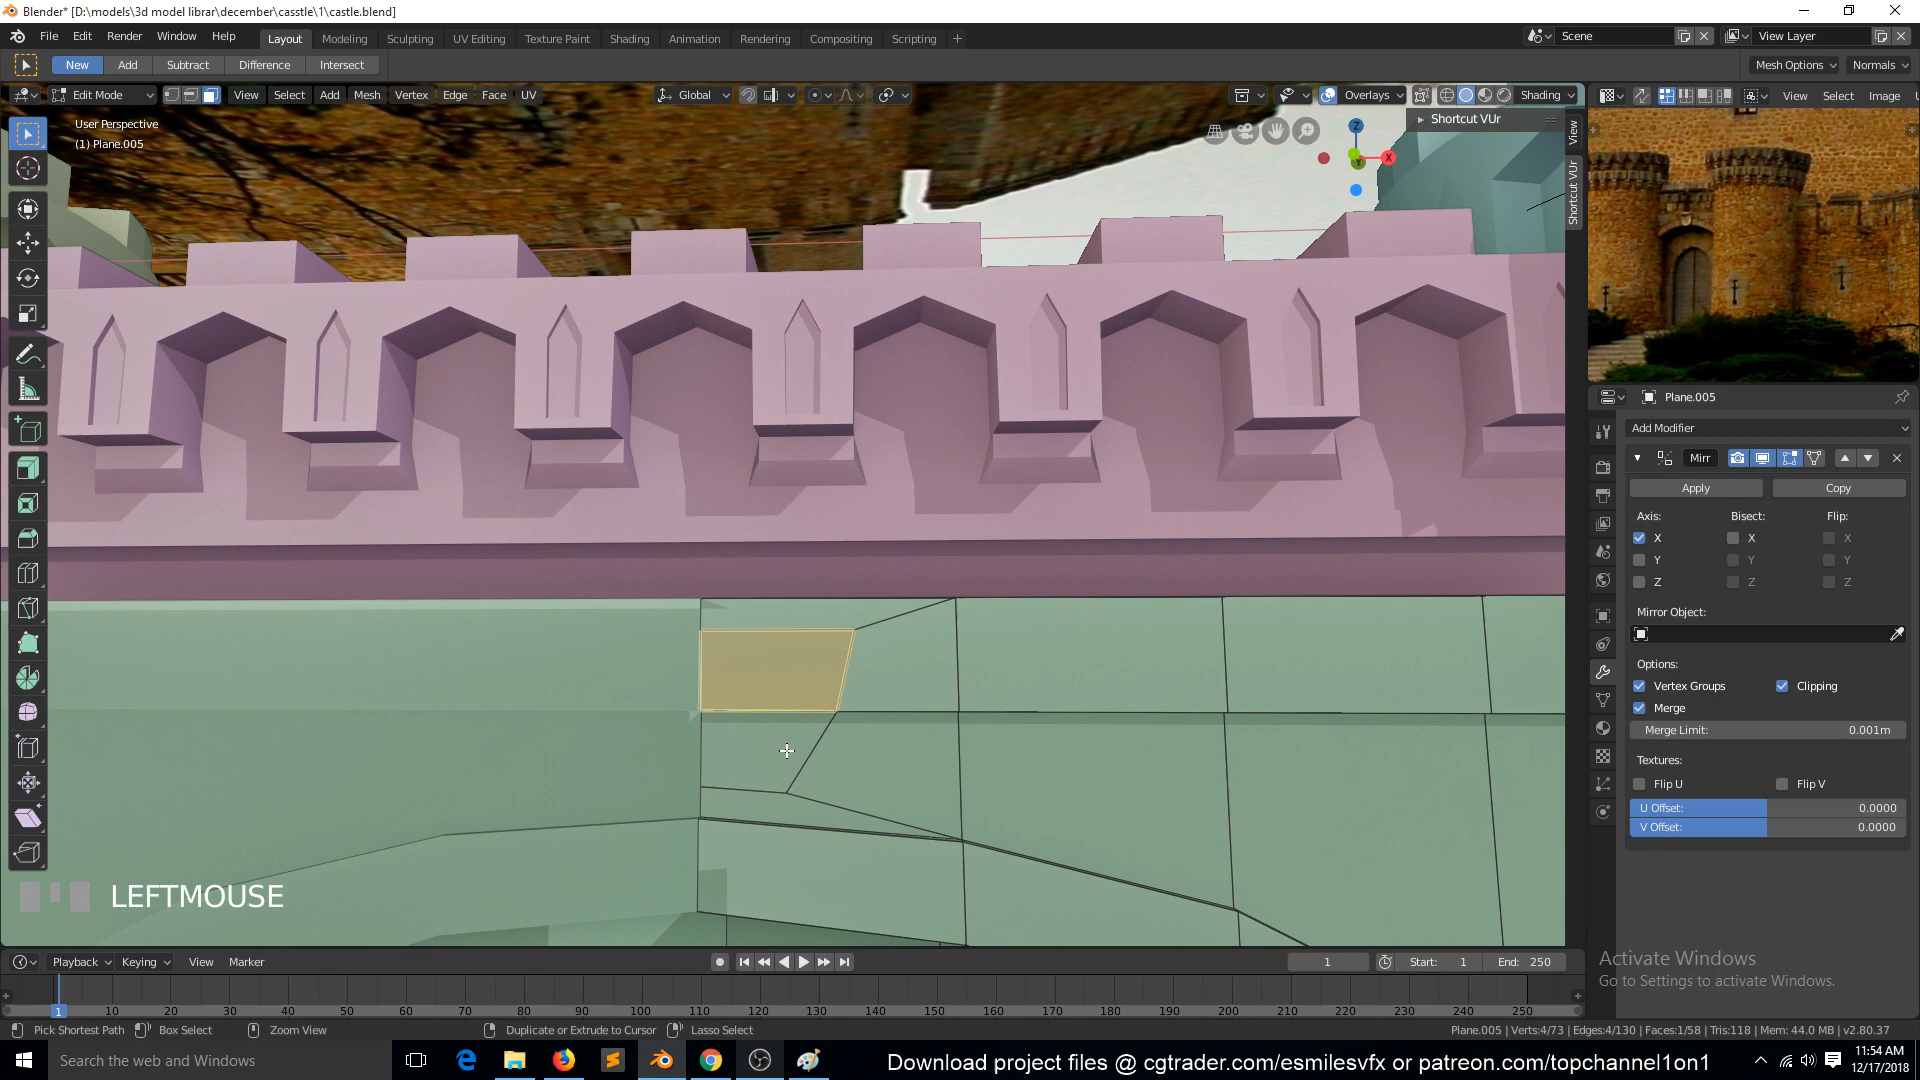 Blender* [D:\models\3d model librar\december\casstle\1\castle.blend]
File Edit Render Window Help Layout Modeling Sculpting UV Editing Texture Paint Shading Animation Rendering Compositing Scripting + Scene View Layer
New Add Subtract Difference Intersect Mesh Options Normals
Edit Mode View Select Add Mesh Vertex Edge Face UV Global Overlays Shading View Select Image
User Perspective
(1) Plane.005
Shortcut VUr
View
Shortcut VUr
X
Y
Z
Plane.005
Add Modifier
Mirr
Apply Copy
Axis: Bisect: Flip:
X X X
Y Y Y
Z Z Z
Mirror Object:
Options:
Vertex Groups Clipping
Merge
Merge Limit: 0.001m
Textures:
Flip U Flip V
U Offset: 0.0000
V Offset: 0.0000
LEFTMOUSE
Activate Windows
Go to Settings to activate Windows.
Playback Keying View Marker 1 Start: 1 End: 250
1 10 20 30 40 50 60 70 80 90 100 110 120 130 140 150 160 170 180 190 200 210 220 230 240 250
Pick Shortest Path Box Select Zoom View Duplicate or Extrude to Cursor Lasso Select Plane.005 | Verts:4/73 | Edges:4/130 | Faces:1/58 | Tris:118 | Mem: 44.0 MB | v2.80.37
Search the web and Windows
Download project files @ cgtrader.com/esmilesvfx or patreon.com/topchannel1on1
11:54 AM
12/17/2018